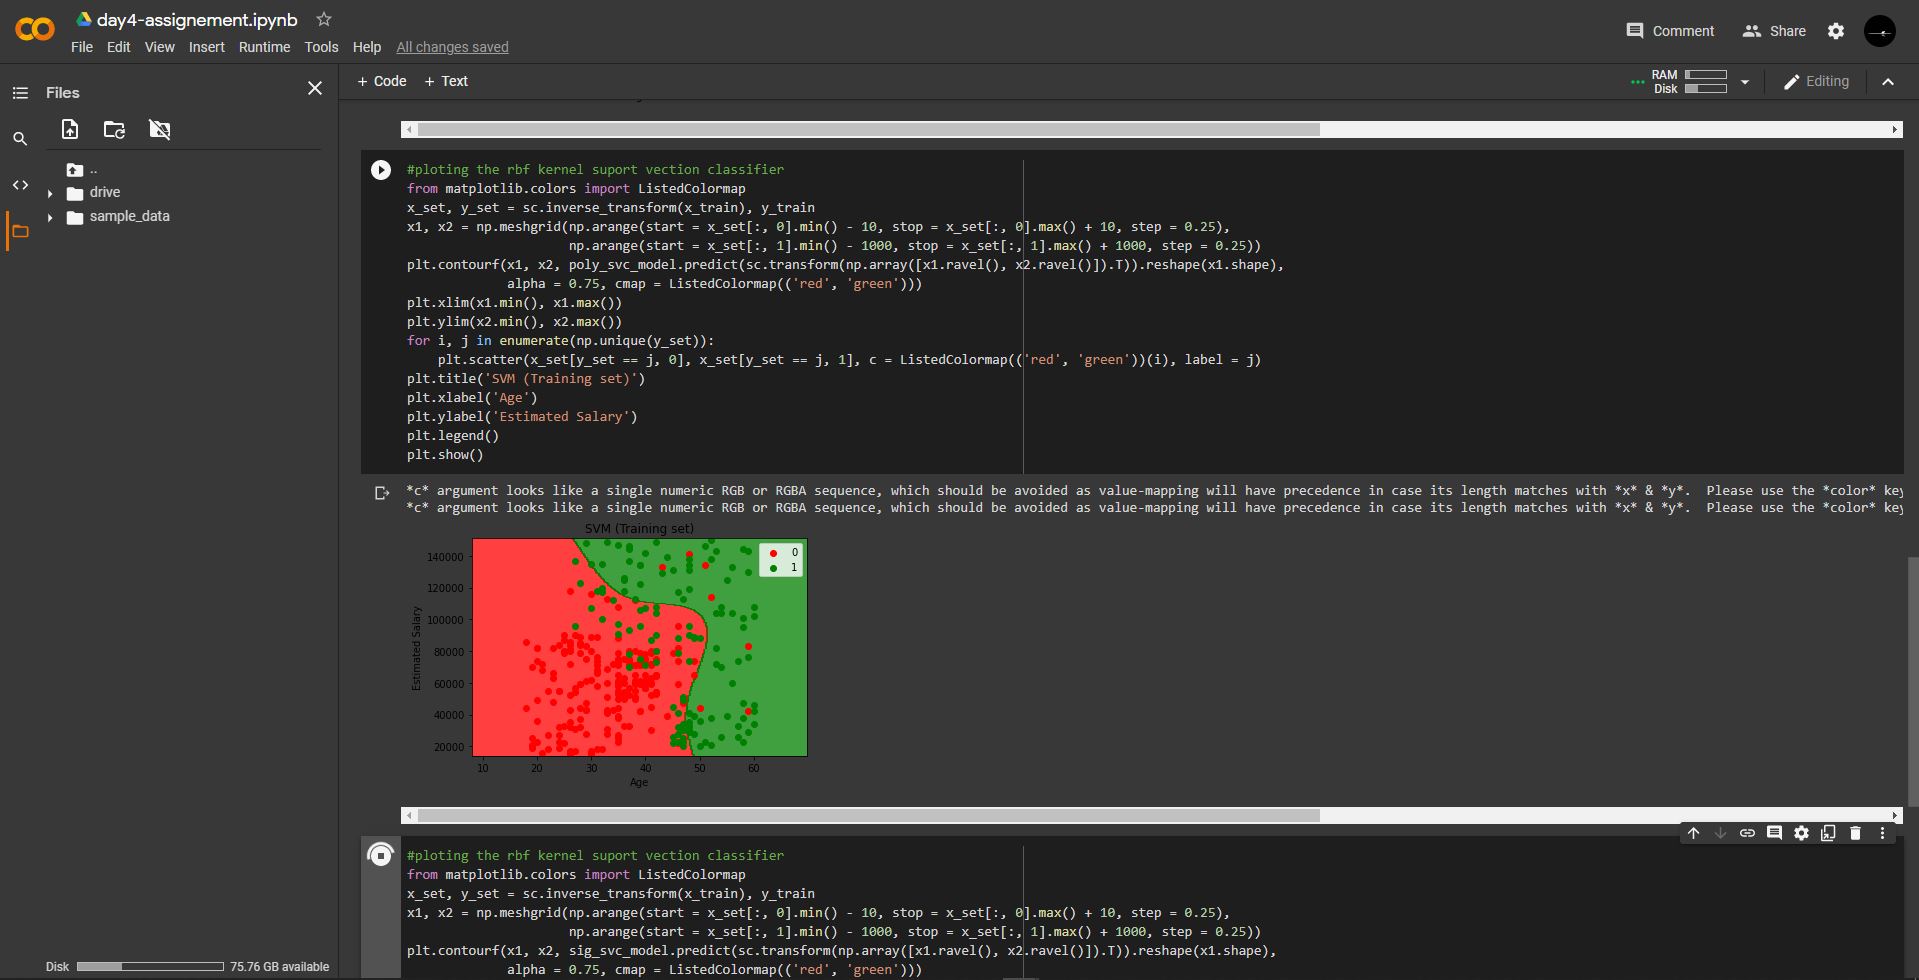 day4-assignement.ipynb
File Edit View Insert Runtime Tools Help All changes saved
Comment Share
Files
+ Code + Text
RAM
Disk
Editing
..
drive
sample_data
#ploting the rbf kernel suport vection classifier
from matplotlib.colors import ListedColormap
x_set, y_set = sc.inverse_transform(x_train), y_train
x1, x2 = np.meshgrid(np.arange(start = x_set[:, 0].min() - 10, stop = x_set[:, 0].max() + 10, step = 0.25),
np.arange(start = x_set[:, 1].min() - 1000, stop = x_set[:, 1].max() + 1000, step = 0.25))
plt.contourf(x1, x2, poly_svc_model.predict(sc.transform(np.array([x1.ravel(), x2.ravel()]).T)).reshape(x1.shape),
alpha = 0.75, cmap = ListedColormap(('red', 'green')))
plt.xlim(x1.min(), x1.max())
plt.ylim(x2.min(), x2.max())
for i, j in enumerate(np.unique(y_set)):
plt.scatter(x_set[y_set == j, 0], x_set[y_set == j, 1], c = ListedColormap(('red', 'green'))(i), label = j)
plt.title('SVM (Training set)')
plt.xlabel('Age')
plt.ylabel('Estimated Salary')
plt.legend()
plt.show()
*c* argument looks like a single numeric RGB or RGBA sequence, which should be avoided as value-mapping will have precedence in case its length matches with *x* & *y*.  Please use the *color* key
*c* argument looks like a single numeric RGB or RGBA sequence, which should be avoided as value-mapping will have precedence in case its length matches with *x* & *y*.  Please use the *color* key
SVM (Training set)
0
1
140000
120000
100000
80000
60000
40000
20000
Estimated Salary
10 20 30 40 50 60
Age
#ploting the rbf kernel suport vection classifier
from matplotlib.colors import ListedColormap
x_set, y_set = sc.inverse_transform(x_train), y_train
x1, x2 = np.meshgrid(np.arange(start = x_set[:, 0].min() - 10, stop = x_set[:, 0].max() + 10, step = 0.25),
np.arange(start = x_set[:, 1].min() - 1000, stop = x_set[:, 1].max() + 1000, step = 0.25))
plt.contourf(x1, x2, sig_svc_model.predict(sc.transform(np.array([x1.ravel(), x2.ravel()]).T)).reshape(x1.shape),
alpha = 0.75, cmap = ListedColormap(('red', 'green')))
Disk 75.76 GB available